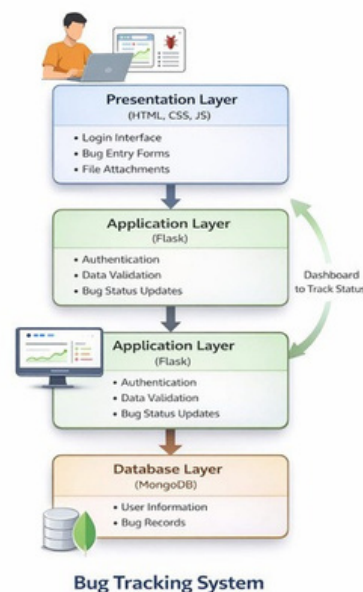 Presentation Layer
(HTML, CSS, JS)
• Login Interface
• Bug Entry Forms
• File Attachments
Application Layer
(Flask)
• Authentication
• Data Validation
• Bug Status Updates
Dashboard
to Track Status
Application Layer
(Flask)
• Authentication
• Data Validation
• Bug Status Updates
Database Layer
(MongoDB)
• User Information
• Bug Records
Bug Tracking System